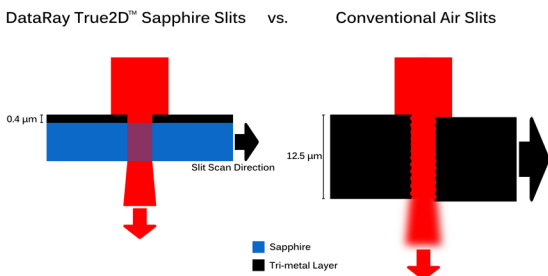 DataRay True2D™ Sapphire Slits vs. Conventional Air Slits
0.4 µm
12.5 µm
Slit Scan Direction
Sapphire
Tri-metal Layer